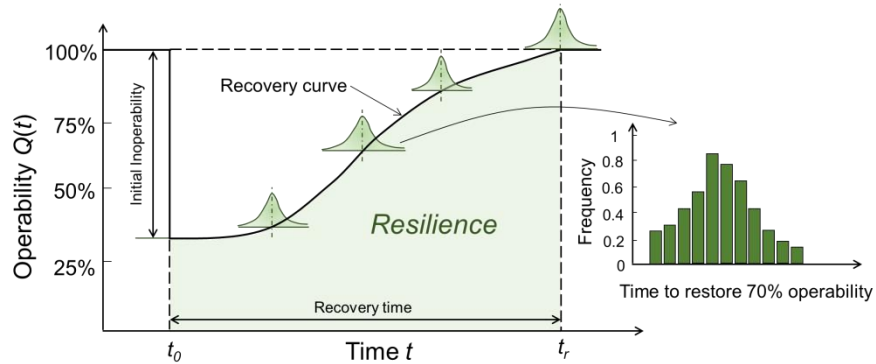 100%
75%
50%
25%
Operability Q(t)
Initial Inoperability
Recovery curve
Resilience
Recovery time
t0
Time t
tr
1
0.8
0.6
0.4
0.2
0
Frequency
Time to restore 70% operability